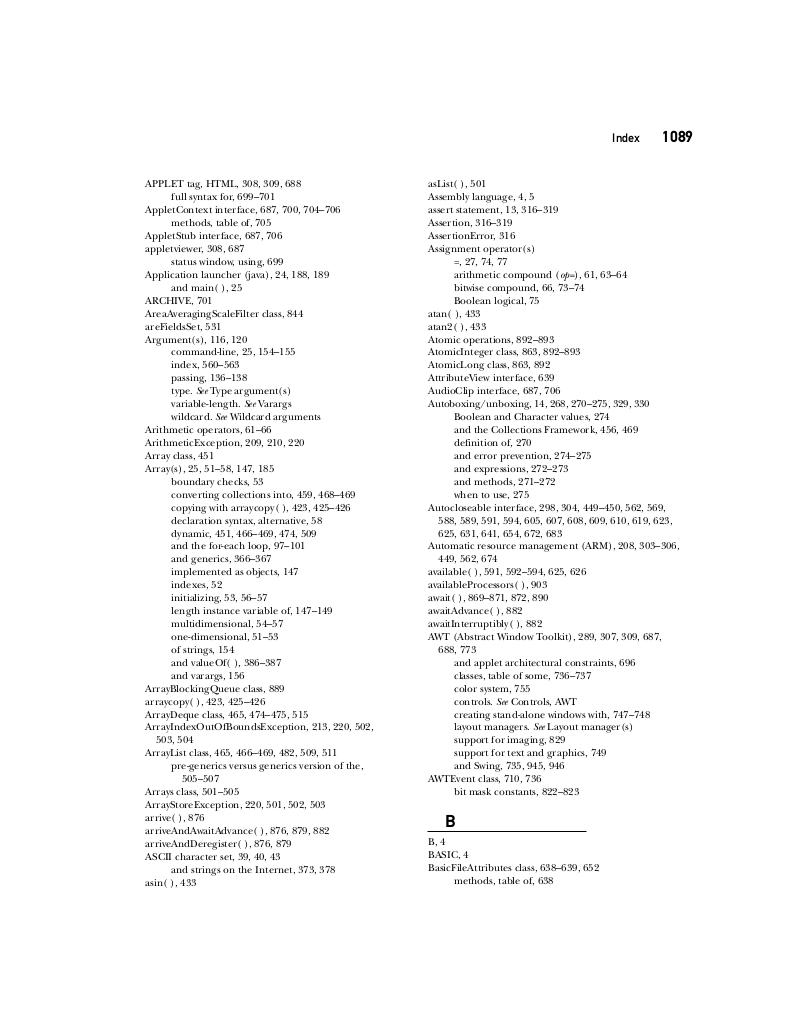 Index 1089
APPLET tag, HTML, 308, 309, 688
full syntax for, 699–701
AppletContext interface, 687, 700, 704–706
methods, table of, 705
AppletStub interface, 687, 706
appletviewer, 308, 687
status window, using, 699
Application launcher (java), 24, 188, 189
and main( ), 25
ARCHIVE, 701
AreaAveragingScaleFilter class, 844
areFieldsSet, 531
Argument(s), 116, 120
command-line, 25, 154–155
index, 560–563
passing, 136–138
type. See Type argument(s)
variable-length. See Varargs
wildcard. See Wildcard arguments
Arithmetic operators, 61–66
ArithmeticException, 209, 210, 220
Array class, 451
Array(s), 25, 51–58, 147, 185
boundary checks, 53
converting collections into, 459, 468–469
copying with arraycopy( ), 423, 425–426
declaration syntax, alternative, 58
dynamic, 451, 466–469, 474, 509
and the for-each loop, 97–101
and generics, 366–367
implemented as objects, 147
indexes, 52
initializing, 53, 56–57
length instance variable of, 147–149
multidimensional, 54–57
one-dimensional, 51–53
of strings, 154
and valueOf( ), 386–387
and varargs, 156
ArrayBlockingQueue class, 889
arraycopy( ), 423, 425–426
ArrayDeque class, 465, 474–475, 515
ArrayIndexOutOfBoundsException, 213, 220, 502,
503, 504
ArrayList class, 465, 466–469, 482, 509, 511
pre-generics versus generics version of the,
505–507
Arrays class, 501–505
ArrayStoreException, 220, 501, 502, 503
arrive( ), 876
arriveAndAwaitAdvance( ), 876, 879, 882
arriveAndDeregister( ), 876, 879
ASCII character set, 39, 40, 43
and strings on the Internet, 373, 378
asin( ), 433
asList( ), 501
Assembly language, 4, 5
assert statement, 13, 316–319
Assertion, 316–319
AssertionError, 316
Assignment operator(s)
=, 27, 74, 77
arithmetic compound (op=), 61, 63–64
bitwise compound, 66, 73–74
Boolean logical, 75
atan( ), 433
atan2( ), 433
Atomic operations, 892–893
AtomicInteger class, 863, 892–893
AtomicLong class, 863, 892
AttributeView interface, 639
AudioClip interface, 687, 706
Autoboxing/unboxing, 14, 268, 270–275, 329, 330
Boolean and Character values, 274
and the Collections Framework, 456, 469
definition of, 270
and error prevention, 274–275
and expressions, 272–273
and methods, 271–272
when to use, 275
Autocloseable interface, 298, 304, 449–450, 562, 569,
588, 589, 591, 594, 605, 607, 608, 609, 610, 619, 623,
625, 631, 641, 654, 672, 683
Automatic resource management (ARM), 208, 303–306,
449, 562, 674
available( ), 591, 592–594, 625, 626
availableProcessors( ), 903
await( ), 869–871, 872, 890
awaitAdvance( ), 882
awaitInterruptibly( ), 882
AWT (Abstract Window Toolkit), 289, 307, 309, 687,
688, 773
and applet architectural constraints, 696
classes, table of some, 736–737
color system, 755
controls. See Controls, AWT
creating stand-alone windows with, 747–748
layout managers. See Layout manager(s)
support for imaging, 829
support for text and graphics, 749
and Swing, 735, 945, 946
AWTEvent class, 710, 736
bit mask constants, 822–823
B
B, 4
BASIC, 4
BasicFileAttributes class, 638–639, 652
methods, table of, 638